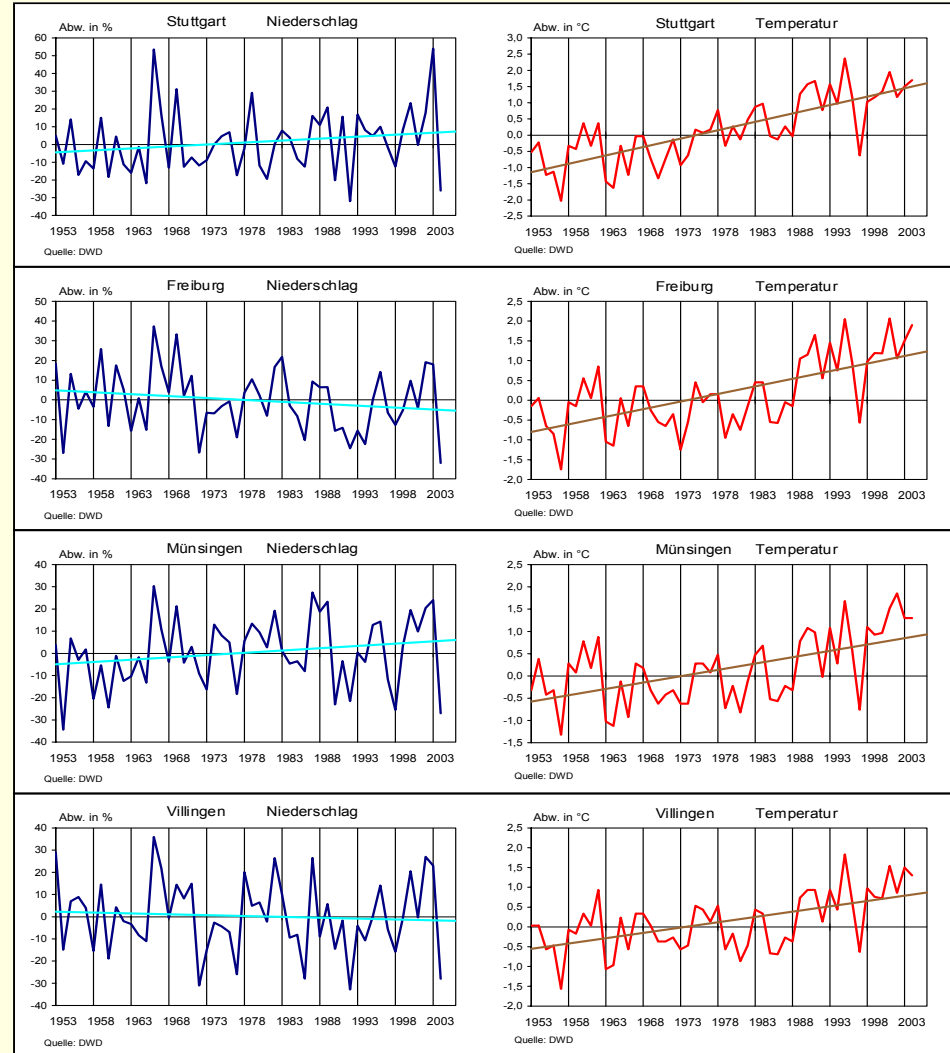 Stuttgart Niederschlag
Abw. in %
60
50
40
30
20
10
0
-10
-20
-30
-40
1953 1958 1963 1968 1973 1978 1983 1988 1993 1998 2003
Quelle: DWD
Stuttgart Temperatur
Abw. in °C
3,0
2,5
2,0
1,5
1,0
0,5
0,0
-0,5
-1,0
-1,5
-2,0
-2,5
1953 1958 1963 1968 1973 1978 1983 1988 1993 1998 2003
Quelle: DWD
Freiburg Niederschlag
Abw. in %
50
40
30
20
10
0
-10
-20
-30
-40
1953 1958 1963 1968 1973 1978 1983 1988 1993 1998 2003
Quelle: DWD
Freiburg Temperatur
Abw. in °C
2,5
2,0
1,5
1,0
0,5
0,0
-0,5
-1,0
-1,5
-2,0
1953 1958 1963 1968 1973 1978 1983 1988 1993 1998 2003
Quelle: DWD
Münsingen Niederschlag
Abw. in %
40
30
20
10
0
-10
-20
-30
-40
1953 1958 1963 1968 1973 1978 1983 1988 1993 1998 2003
Quelle: DWD
Münsingen Temperatur
Abw. in °C
2,5
2,0
1,5
1,0
0,5
0,0
-0,5
-1,0
-1,5
1953 1958 1963 1968 1973 1978 1983 1988 1993 1998 2003
Quelle: DWD
Villingen Niederschlag
Abw. in %
40
30
20
10
0
-10
-20
-30
-40
1953 1958 1963 1968 1973 1978 1983 1988 1993 1998 2003
Quelle: DWD
Villingen Temperatur
Abw. in °C
2,5
2,0
1,5
1,0
0,5
0,0
-0,5
-1,0
-1,5
-2,0
1953 1958 1963 1968 1973 1978 1983 1988 1993 1998 2003
Quelle: DWD